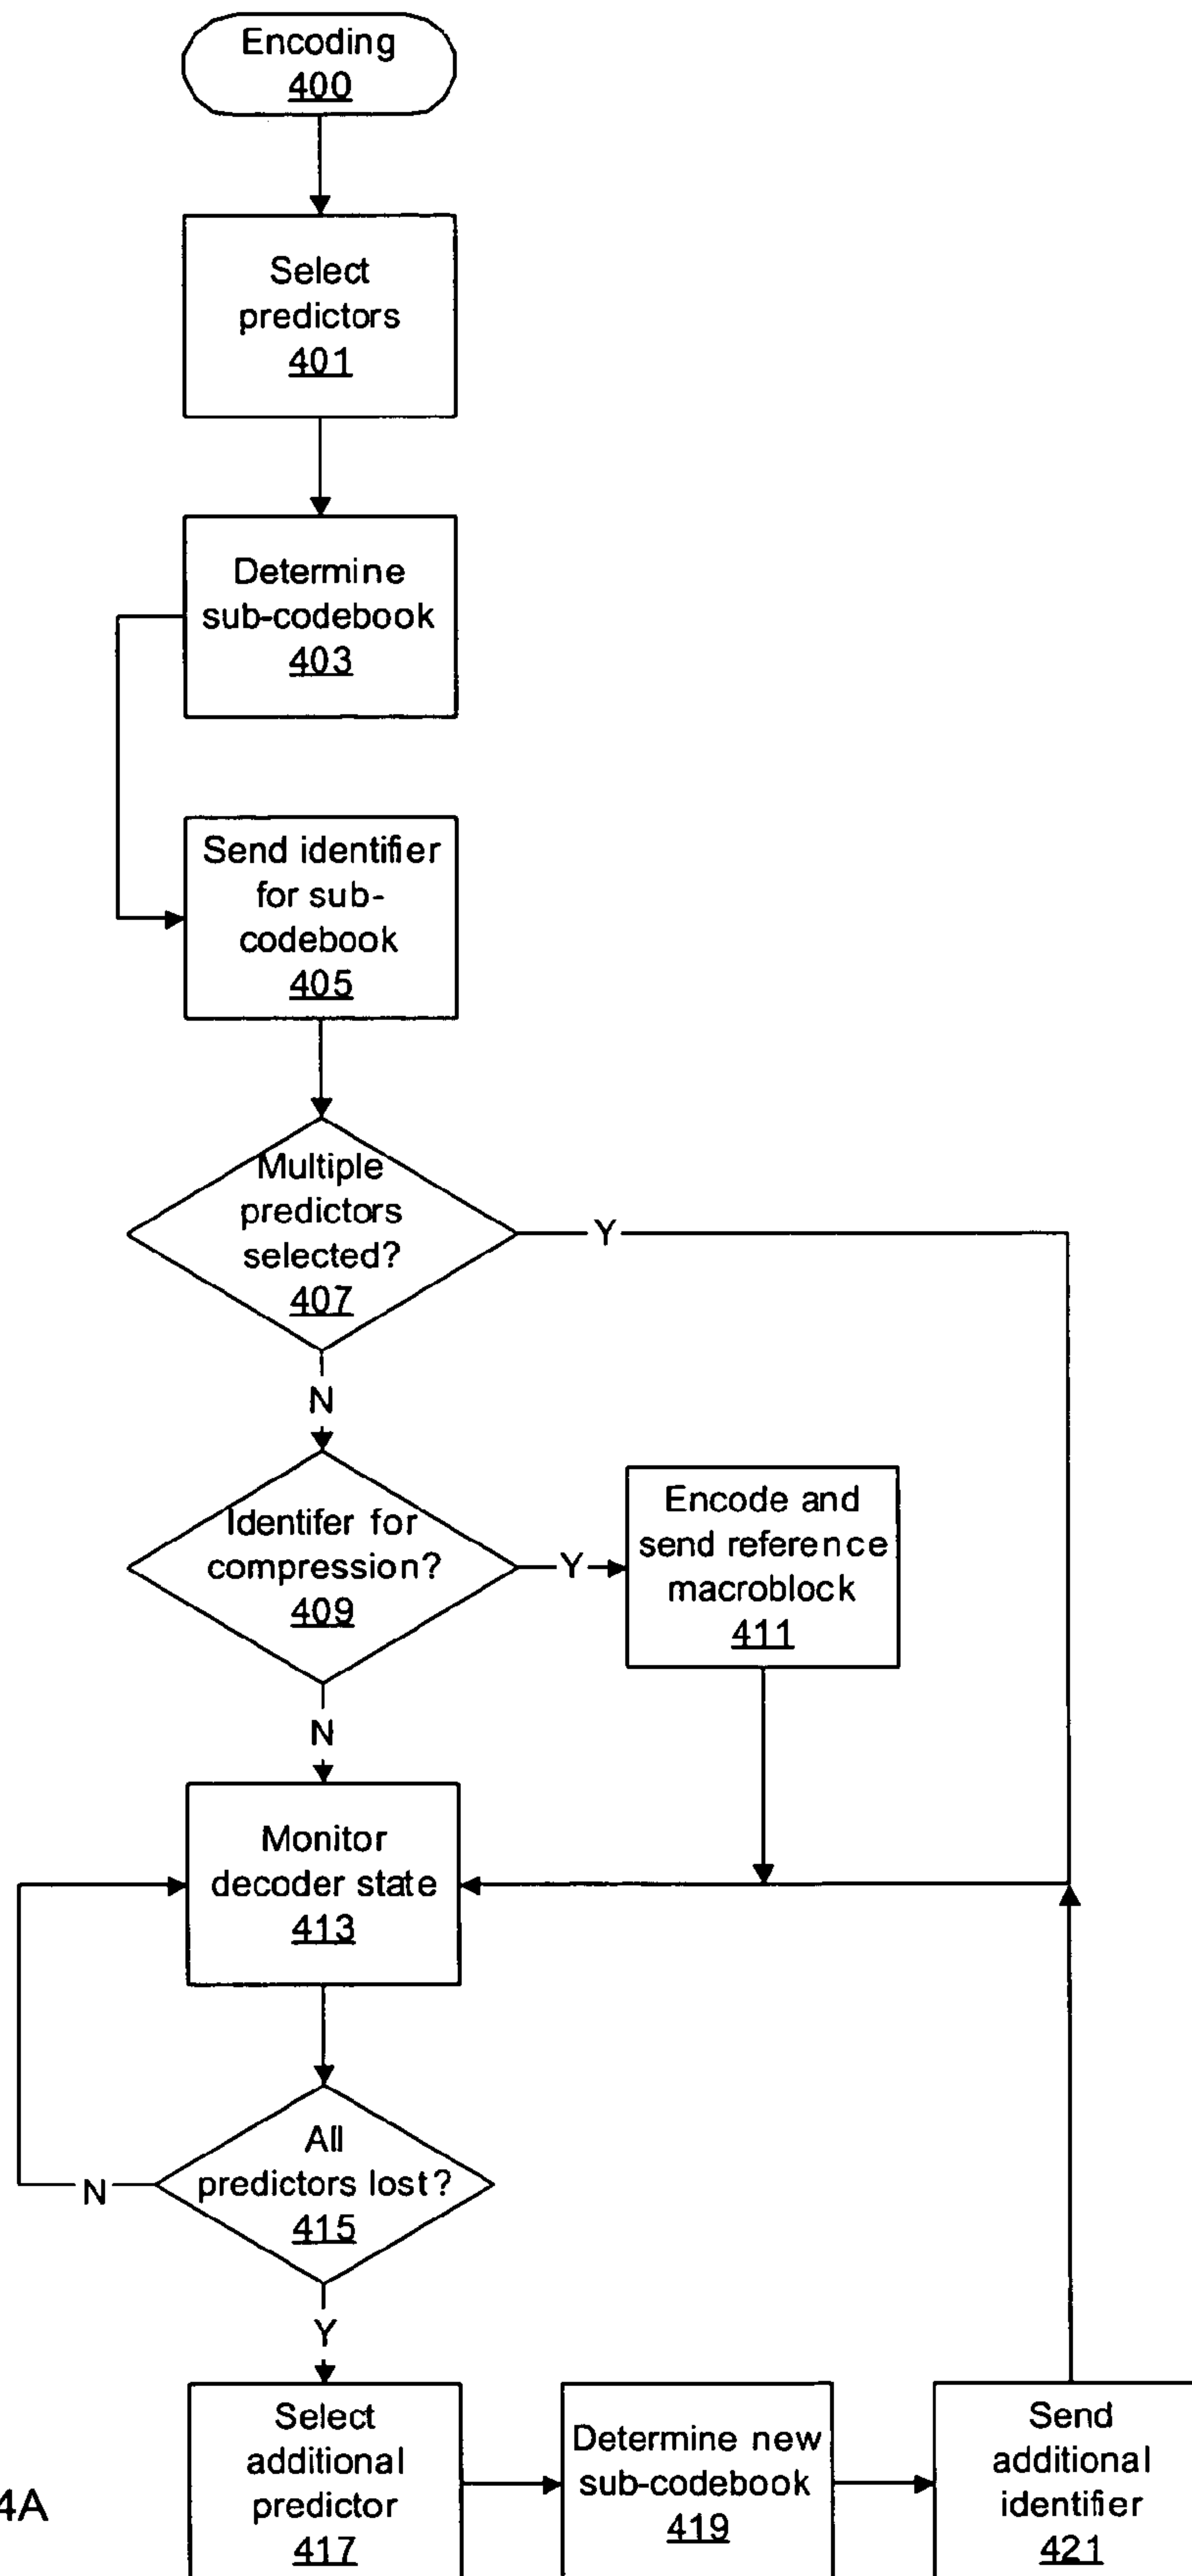 Encoding
400
Select
predictors
401
Determine
sub-codebook
403
Send identifier
for sub-
codebook
405
Multiple
predictors
selected?
407
Y
N
Identifer for
compression?
409
Y
Encode and
send reference
macroblock
411
N
Monitor
decoder state
413
All
predictors lost?
415
N
Y
Select
additional
predictor
417
Determine new
sub-codebook
419
Send
additional
identifier
421
4A